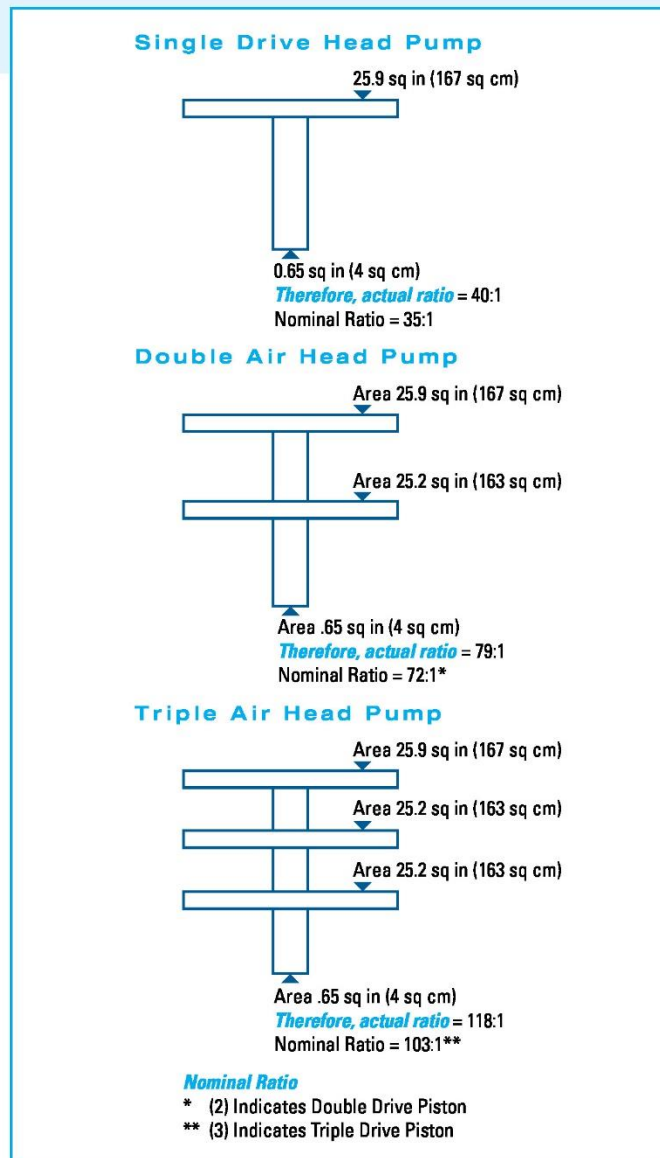 Single Drive Head Pump
25.9 sq in (167 sq cm)
0.65 sq in (4 sq cm)
Therefore, actual ratio = 40:1
Nominal Ratio = 35:1
Double Air Head Pump
Area 25.9 sq in (167 sq cm)
Area 25.2 sq in (163 sq cm)
Area .65 sq in (4 sq cm)
Therefore, actual ratio = 79:1
Nominal Ratio = 72:1*
Triple Air Head Pump
Area 25.9 sq in (167 sq cm)
Area 25.2 sq in (163 sq cm)
Area 25.2 sq in (163 sq cm)
Area .65 sq in (4 sq cm)
Therefore, actual ratio = 118:1
Nominal Ratio = 103:1**
Nominal Ratio
* (2) Indicates Double Drive Piston
** (3) Indicates Triple Drive Piston